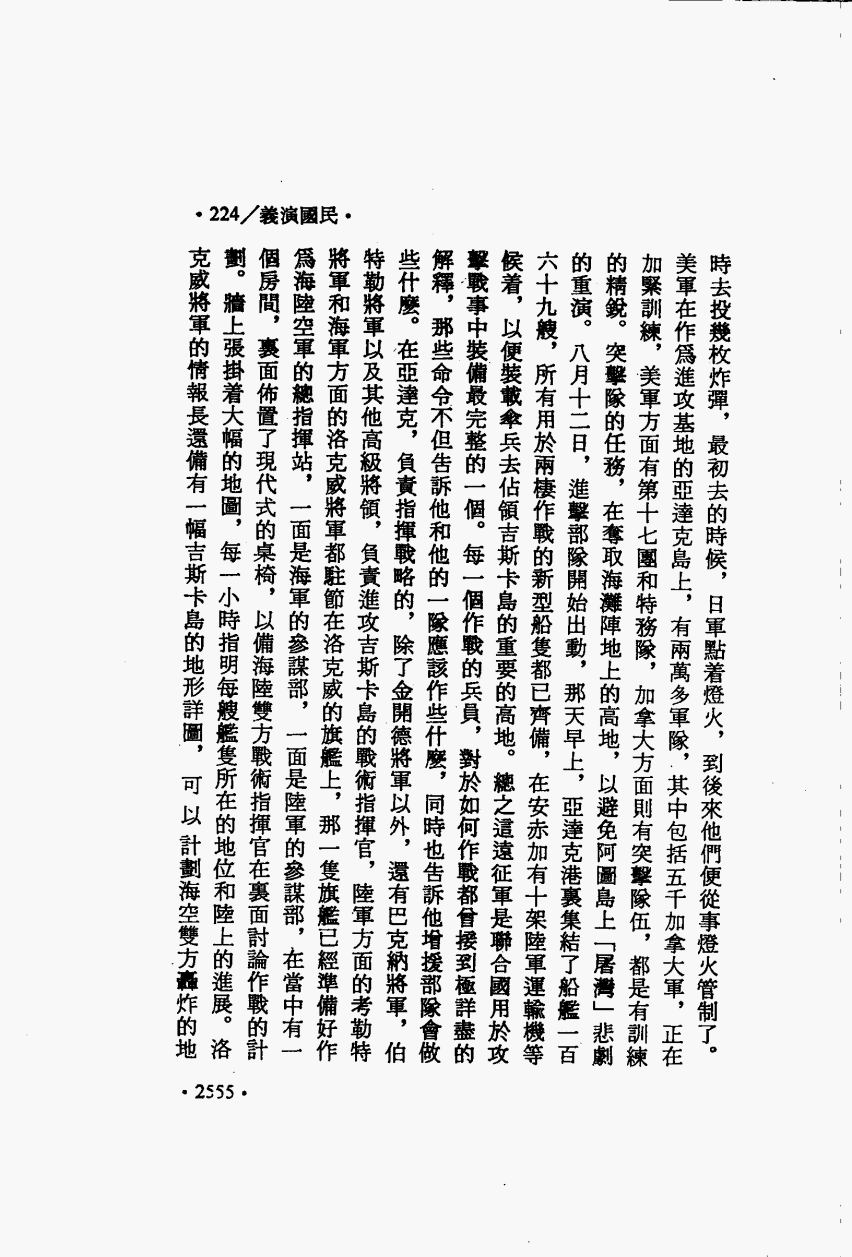 •224/義演國民•
時去投幾枚炸彈，最初去的時候，日軍點着燈火，到後來他們便從事燈火管制了。
美軍在作爲進攻基地的亞達克島上，有兩萬多軍隊，其中包括五千加拿大軍，正在
加緊訓練，美軍方面有第十七團和特務隊，加拿大方面則有突擊隊伍，都是有訓練
的精銳。突擊隊的任務，在奪取海灘陣地上的高地，以避免阿圖島上「屠灣」悲劇
的重演。八月十二日，進擊部隊開始出動，那天早上，亞達克港裏集結了船艦一百
六十九艘，所有用於兩棲作戰的新型船隻都已齊備，在安赤加有十架陸軍運輸機等
候着，以便裝載傘兵去佔領吉斯卡島的重要的高地。總之這遠征軍是聯合國用於攻
擊戰事中裝備最完整的一個。每一個作戰的兵員，對於如何作戰都曾接到極詳盡的
解釋，那些命令不但告訴他和他的一隊應該作些什麼，同時也告訴他增援部隊會做
些什麼。在亞達克，負責指揮戰略的，除了金開德將軍以外，還有巴克納將軍，伯
特勒將軍以及其他高級將領，負責進攻吉斯卡島的戰術指揮官，陸軍方面的考勒特
將軍和海軍方面的洛克威將軍都駐節在洛克威的旗艦上，那一隻旗艦已經準備好作
爲海陸空軍的總指揮站，一面是海軍的參謀部，一面是陸軍的參謀部，在當中有一
個房間，裏面佈置了現代式的桌椅，以備海陸雙方戰術指揮官在裏面討論作戰的計
劃。牆上張掛着大幅的地圖，每一小時指明每艘艦隻所在的地位和陸上的進展。洛
克威將軍的情報長還備有一幅吉斯卡島的地形詳圖，可以計劃海空雙方轟炸的地
•2555•